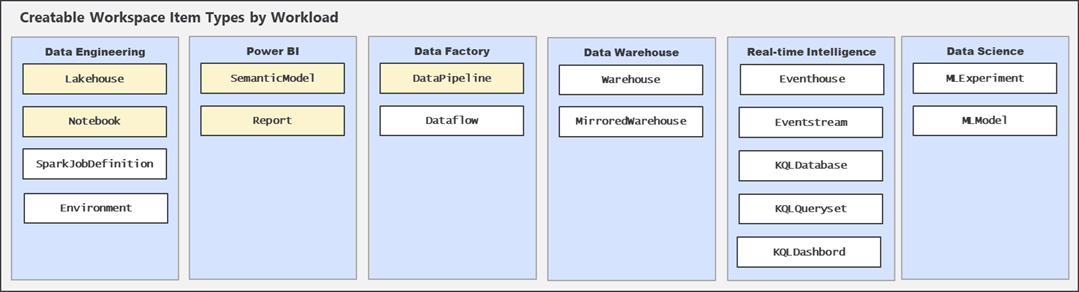 Creatable Workspace Item Types by Workload
Data Engineering
Lakehouse
Notebook
SparkJobDefinition
Environment
Power BI
SemanticModel
Report
Data Factory
DataPipeline
Dataflow
Data Warehouse
Warehouse
MirroredWarehouse
Real-time Intelligence
Eventhouse
Eventstream
KQLDatabase
KQLQueryset
KQLDashbord
Data Science
MLExperiment
MLModel